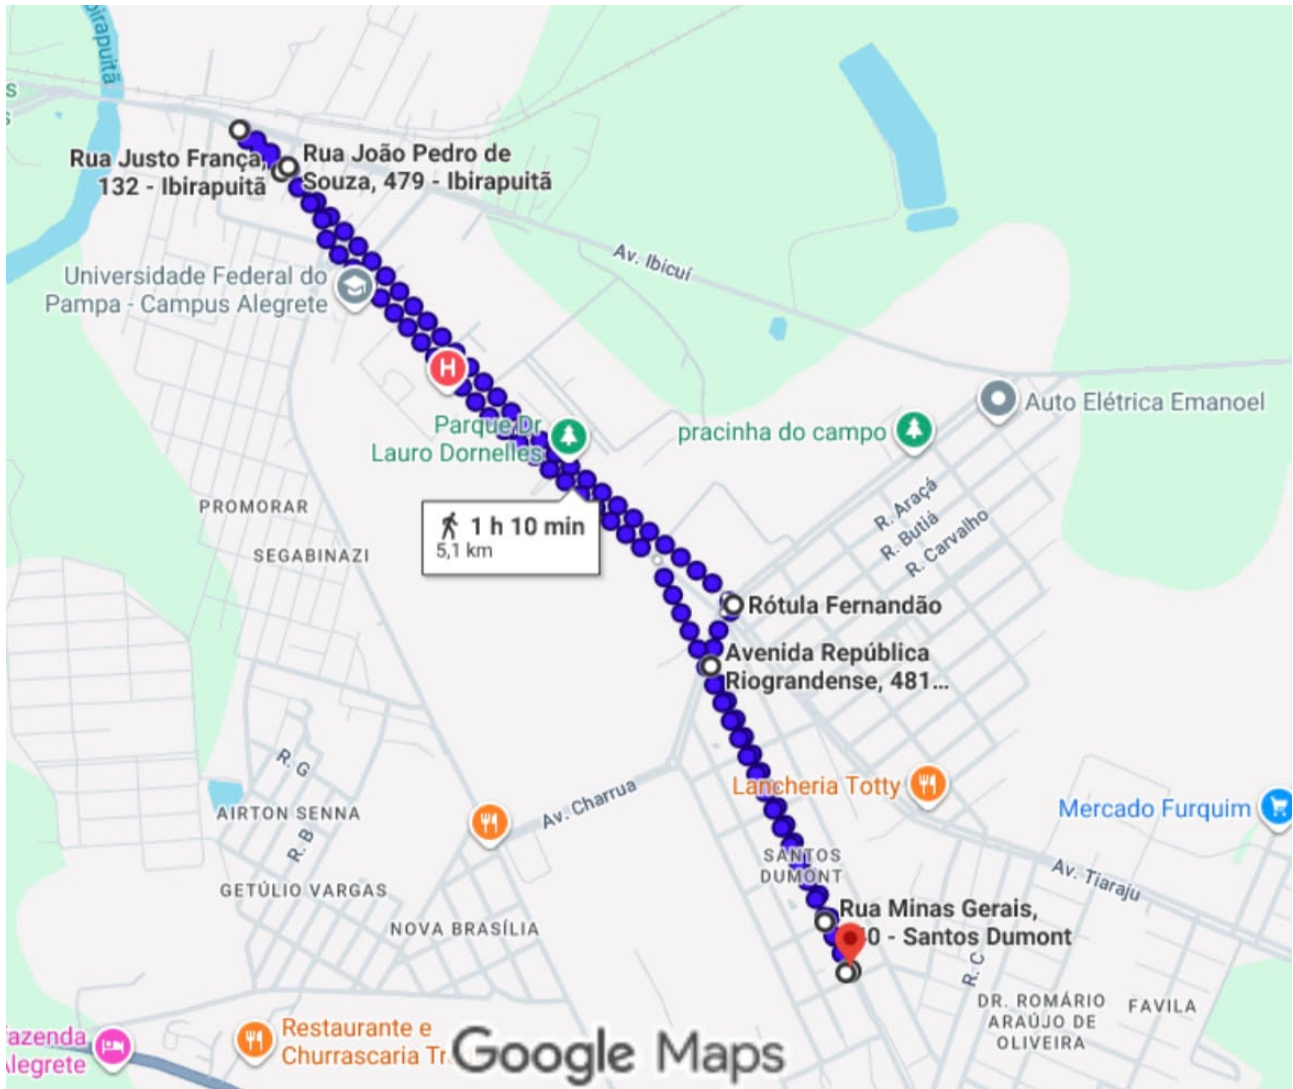 birapuitã
s
s
Rua Justo França,
132 - Ibirapuitã
Rua João Pedro de
Souza, 479 - Ibirapuitã
Universidade Federal do
Pampa - Campus Alegrete
Av. Ibicuí
H
Parque Dr
Lauro Dornelles
pracinha do campo
Auto Elétrica Emanoel
R. Araçá
R. Butiá
R. Carvalho
PROMORAR
SEGABINAZI
1 h 10 min
5,1 km
Rótula Fernandão
Avenida República
Riograndense, 481...
R. G
AIRTON SENNA
R. B
Av. Charrua
Lancheria Totty
Mercado Furquim
SANTOS
DUMONT
Av. Tiaraju
GETÚLIO VARGAS
NOVA BRASÍLIA
Rua Minas Gerais,
0 - Santos Dumont
R. C
DR. ROMÁRIO
ARAÚJO DE
OLIVEIRA
FAVILA
azenda
Alegrete
Restaurante e
Churrascaria Tr
Google Maps